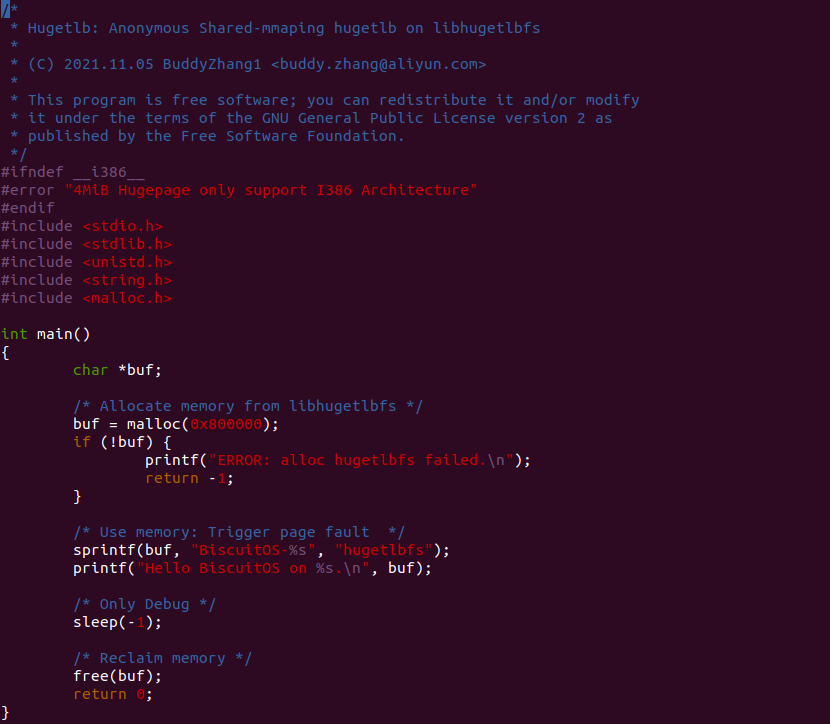 /*
 * Hugetlb: Anonymous Shared-mmaping hugetlb on libhugetlbfs
 *
 * (C) 2021.11.05 BuddyZhang1 <buddy.zhang@aliyun.com>
 *
 * This program is free software; you can redistribute it and/or modify
 * it under the terms of the GNU General Public License version 2 as
 * published by the Free Software Foundation.
 */
#ifndef __i386__
#error "4MiB Hugepage only support I386 Architecture"
#endif
#include <stdio.h>
#include <stdlib.h>
#include <unistd.h>
#include <string.h>
#include <malloc.h>

int main()
{
        char *buf;

        /* Allocate memory from libhugetlbfs */
        buf = malloc(0x800000);
        if (!buf) {
                printf("ERROR: alloc hugetlbfs failed.\n");
                return -1;
        }

        /* Use memory: Trigger page fault  */
        sprintf(buf, "BiscuitOS-%s", "hugetlbfs");
        printf("Hello BiscuitOS on %s.\n", buf);

        /* Only Debug */
        sleep(-1);

        /* Reclaim memory */
        free(buf);
        return 0;
}